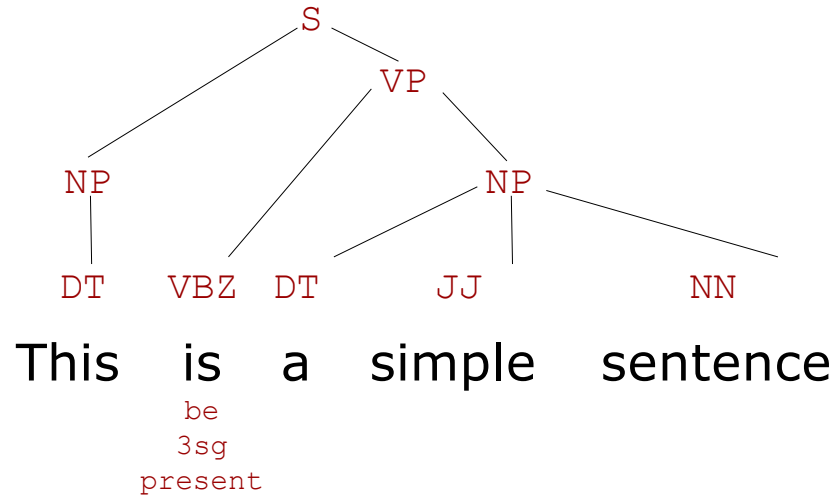 S
VP
NP NP
DT VBZ DT JJ NN
This is a simple sentence
be
3sg
present